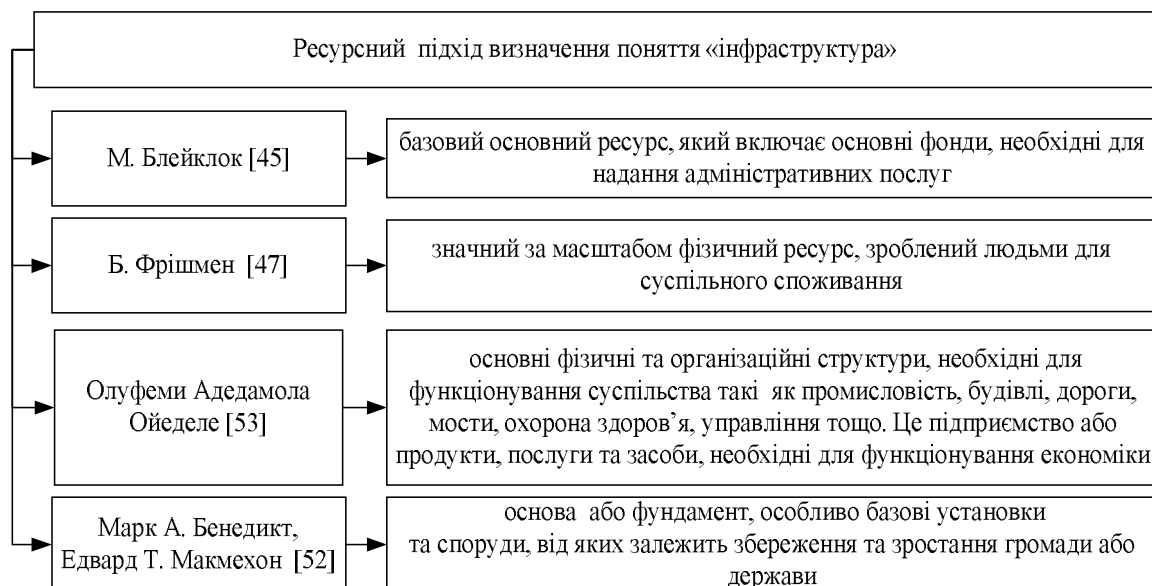 Ресурсний підхід визначення поняття «інфраструктура»
М. Блейклок [45]
базовий основний ресурс, який включає основні фонди, необхідні для
надання адміністративних послуг
Б. Фрішмен [47]
значний за масштабом фізичний ресурс, зроблений людьми для
суспільного споживання
Олуфеми Адедамола
Ойеделе [53]
основні фізичні та організаційні структури, необхідні для
функціонування суспільства такі як промисловість, будівлі, дороги,
мости, охорона здоров’я, управління тощо. Це підприємство або
продукти, послуги та засоби, необхідні для функціонування економіки
Марк А. Бенедикт,
Едвард Т. Макмехон [52]
основа або фундамент, особливо базові установки
та споруди, від яких залежить збереження та зростання громади або
держави